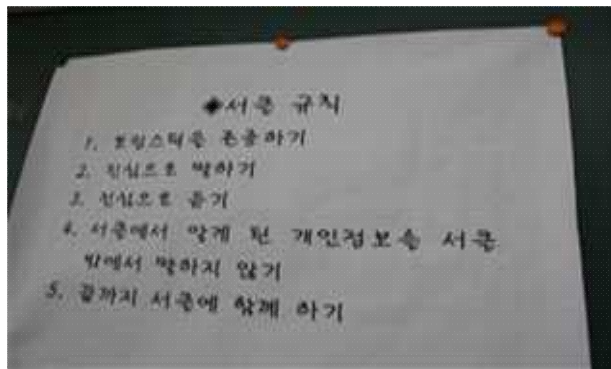 ◈서클 규칙
1. 토킹스틱을 존중하기
2. 진심으로 말하기
3. 진심으로 듣기
4. 서클에서 알게 된 개인정보를 서클
밖에서 말하지 않기
5. 끝까지 서클에 함께 하기